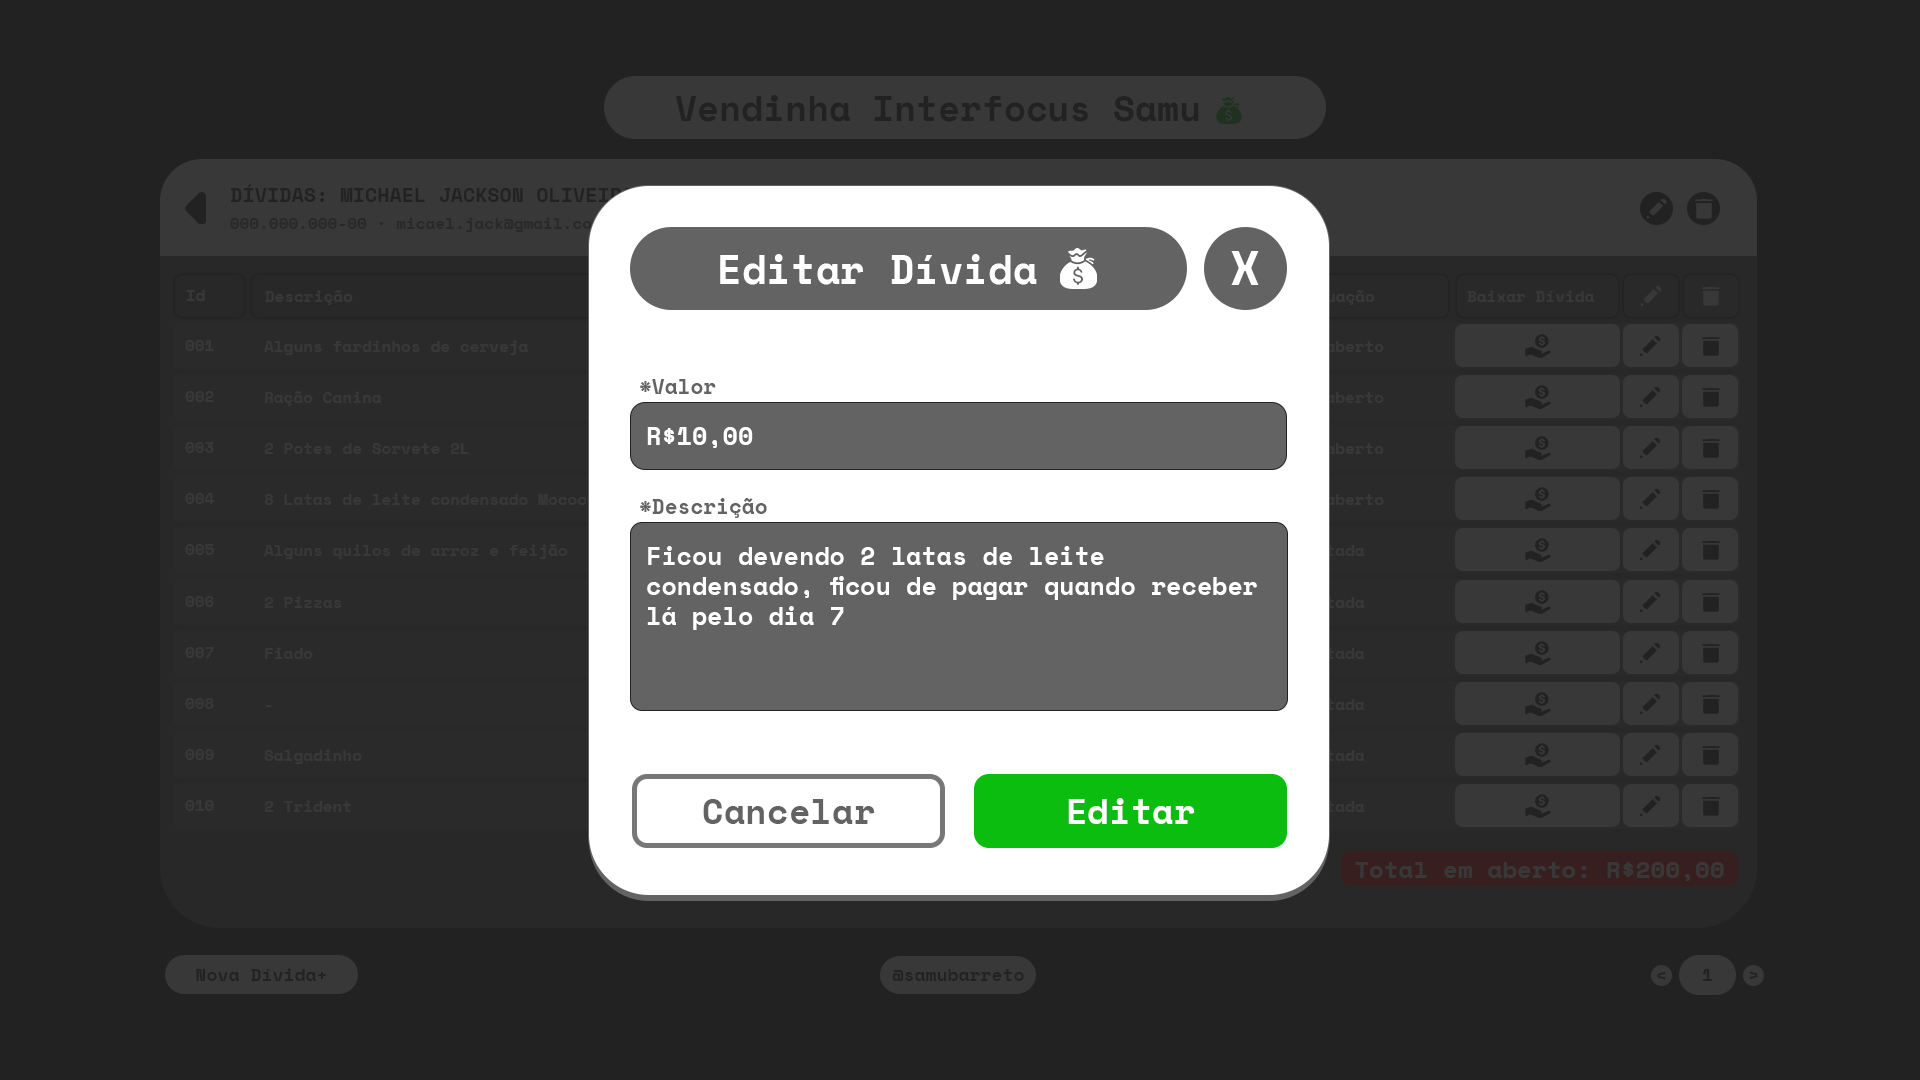 Vendinha Interfocus Samu
DÍVIDAS: MICHAEL JACKSON
000.000.000-00 · micael.jack@gmail.co
Editar Dívida
X
Id
Descrição
Baixar Dívida
001
Alguns fardinhos de cerveja
002
Ração Canina
003
2 Potes de Sorvete 2L
004
8 Latas de leite condensado
005
Alguns quilos de arroz e feijão
006
2 Pizzas
007
Fiado
008
-
009
Salgadinho
010
2 Trident
*Valor
R$10,00
*Descrição
Ficou devendo 2 latas de leite
condensado, ficou de pagar quando receber
lá pelo dia 7
Cancelar
Editar
Total em aberto: R$200,00
Nova Dívida+
@samubarreto
<
1
>